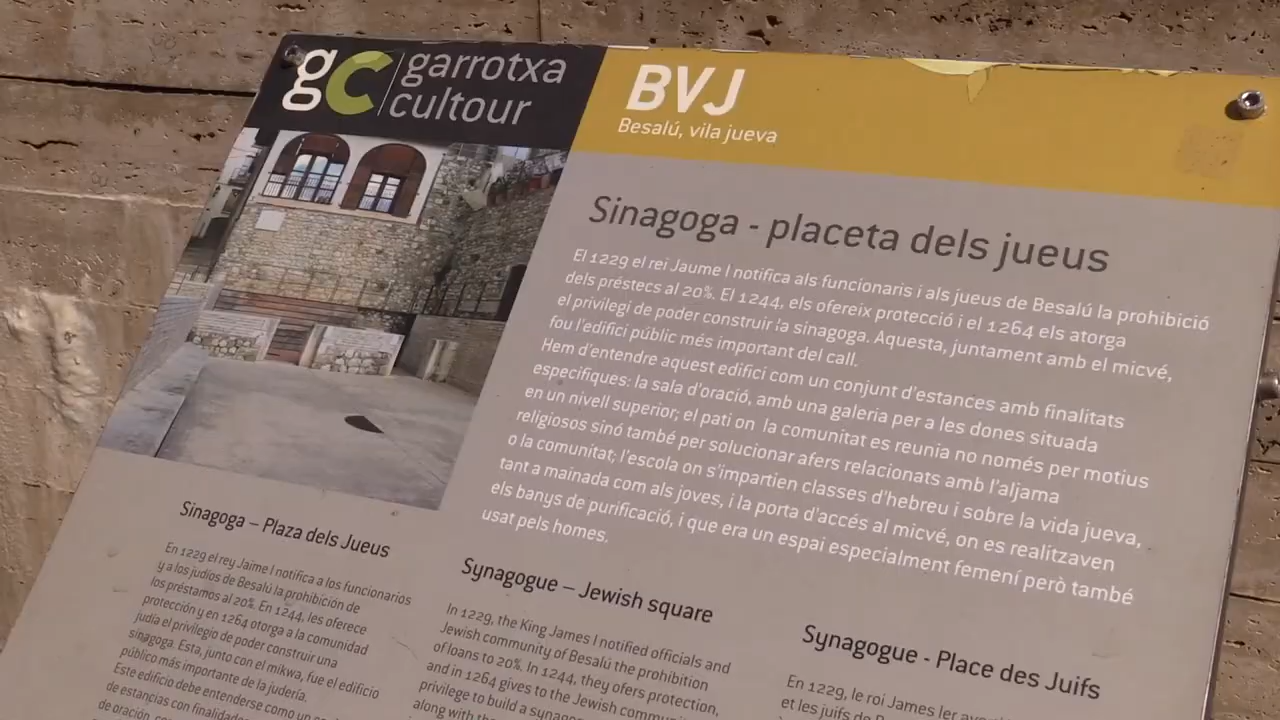 gc garrotxa
cultour
BVJ
Besalú, vila jueva
Sinagoga - placeta dels jueus
El 1229 el rei Jaume I notifica als funcionaris i als jueus de Besalú la prohibició
dels préstecs al 20%. El 1244, els ofereix protecció i el 1264 els atorga
el privilegi de poder construir la sinagoga. Aquesta, juntament amb el micvé,
fou l'edifici públic més important del call.
Hem d'entendre aquest edifici com un conjunt d'estances amb finalitats
especifiques: la sala d'oració, amb una galeria per a les dones situada
en un nivell superior; el pati on la comunitat es reunia no només per motius
religiosos sinó també per solucionar afers relacionats amb l'aljama
o la comunitat; l'escola on s'impartien classes d'hebreu i sobre la vida jueva,
tant a mainada com als joves, i la porta d'accés al micvé, on es realitzaven
els banys de purificació, i que era un espai especialment femení però també
usat pels homes.
Sinagoga – Plaza dels Jueus
En 1229 el rey Jaime I notifica a los funcionarios
y a los judíos de Besalú la prohibición de
los préstamos al 20%. En 1244, les ofrece
protección y en 1264 otorga a la comunidad
judía el privilegio de poder construir una
sinagoga. Esta, junto con el mikwa, fue el edificio
público más importante de la judería.
Este edificio debe entenderse como un
de estancias con finalidades
de oración,
Synagogue – Jewish square
In 1229, the King James I notified officials and
Jewish community of Besalú the prohibition
of loans to 20%. In 1244, they ofers protection,
and in 1264 gives to the Jewish
privilege to build a
along with the
Synagogue - Place des Juifs
En 1229, le roi James Ier
et les juifs de